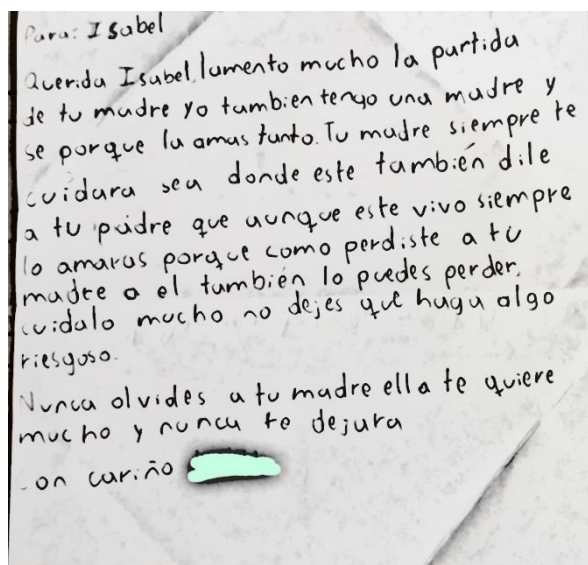 Para: Isabel
Querida Isabel, lamento mucho la partida
de tu madre yo tambien tengo una madre y
se porque la amas tanto. Tu madre siempre te
cuidara sea donde este también dile
a tu padre que aunque este vivo siempre
lo amaras porque como perdiste a tu
madre a el también lo puedes perder,
cuidalo mucho no dejes que haga algo
riesgoso.
Nunca olvides a tu madre ella te quiere
mucho y nunca te dejara
con cariño